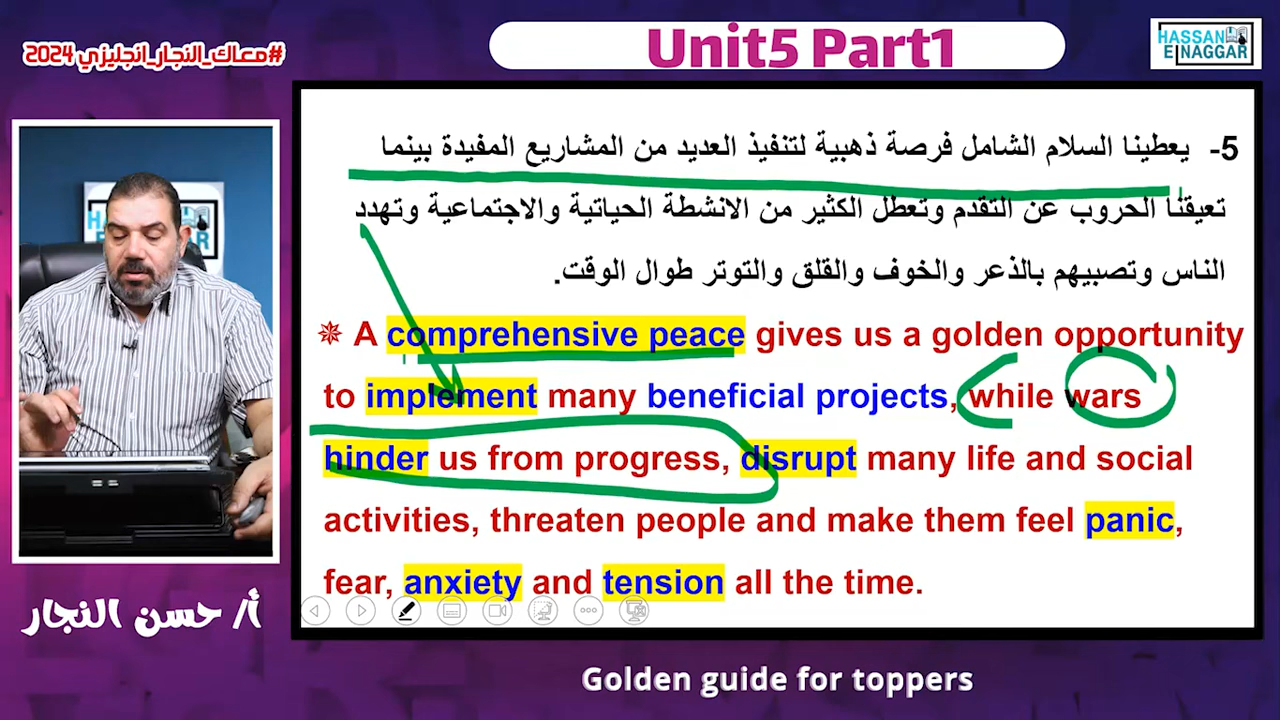 #معاك_النجار_انجليزي 2024
Unit5 Part1
HASSAN
ElNAGGAR
5- يعطينا السلام الشامل فرصة ذهبية لتنفيذ العديد من المشاريع المفيدة بينما
تعيقنا الحروب عن التقدم وتعطل الكثير من الانشطة الحياتية والاجتماعية وتهدد
الناس وتصبيهم بالذعر والخوف والقلق والتوتر طوال الوقت.
✵ A comprehensive peace gives us a golden opportunity
to implement many beneficial projects, while wars
hinder us from progress, disrupt many life and social
activities, threaten people and make them feel panic,
fear, anxiety and tension all the time.
أ/ حسن النجار
Golden guide for toppers